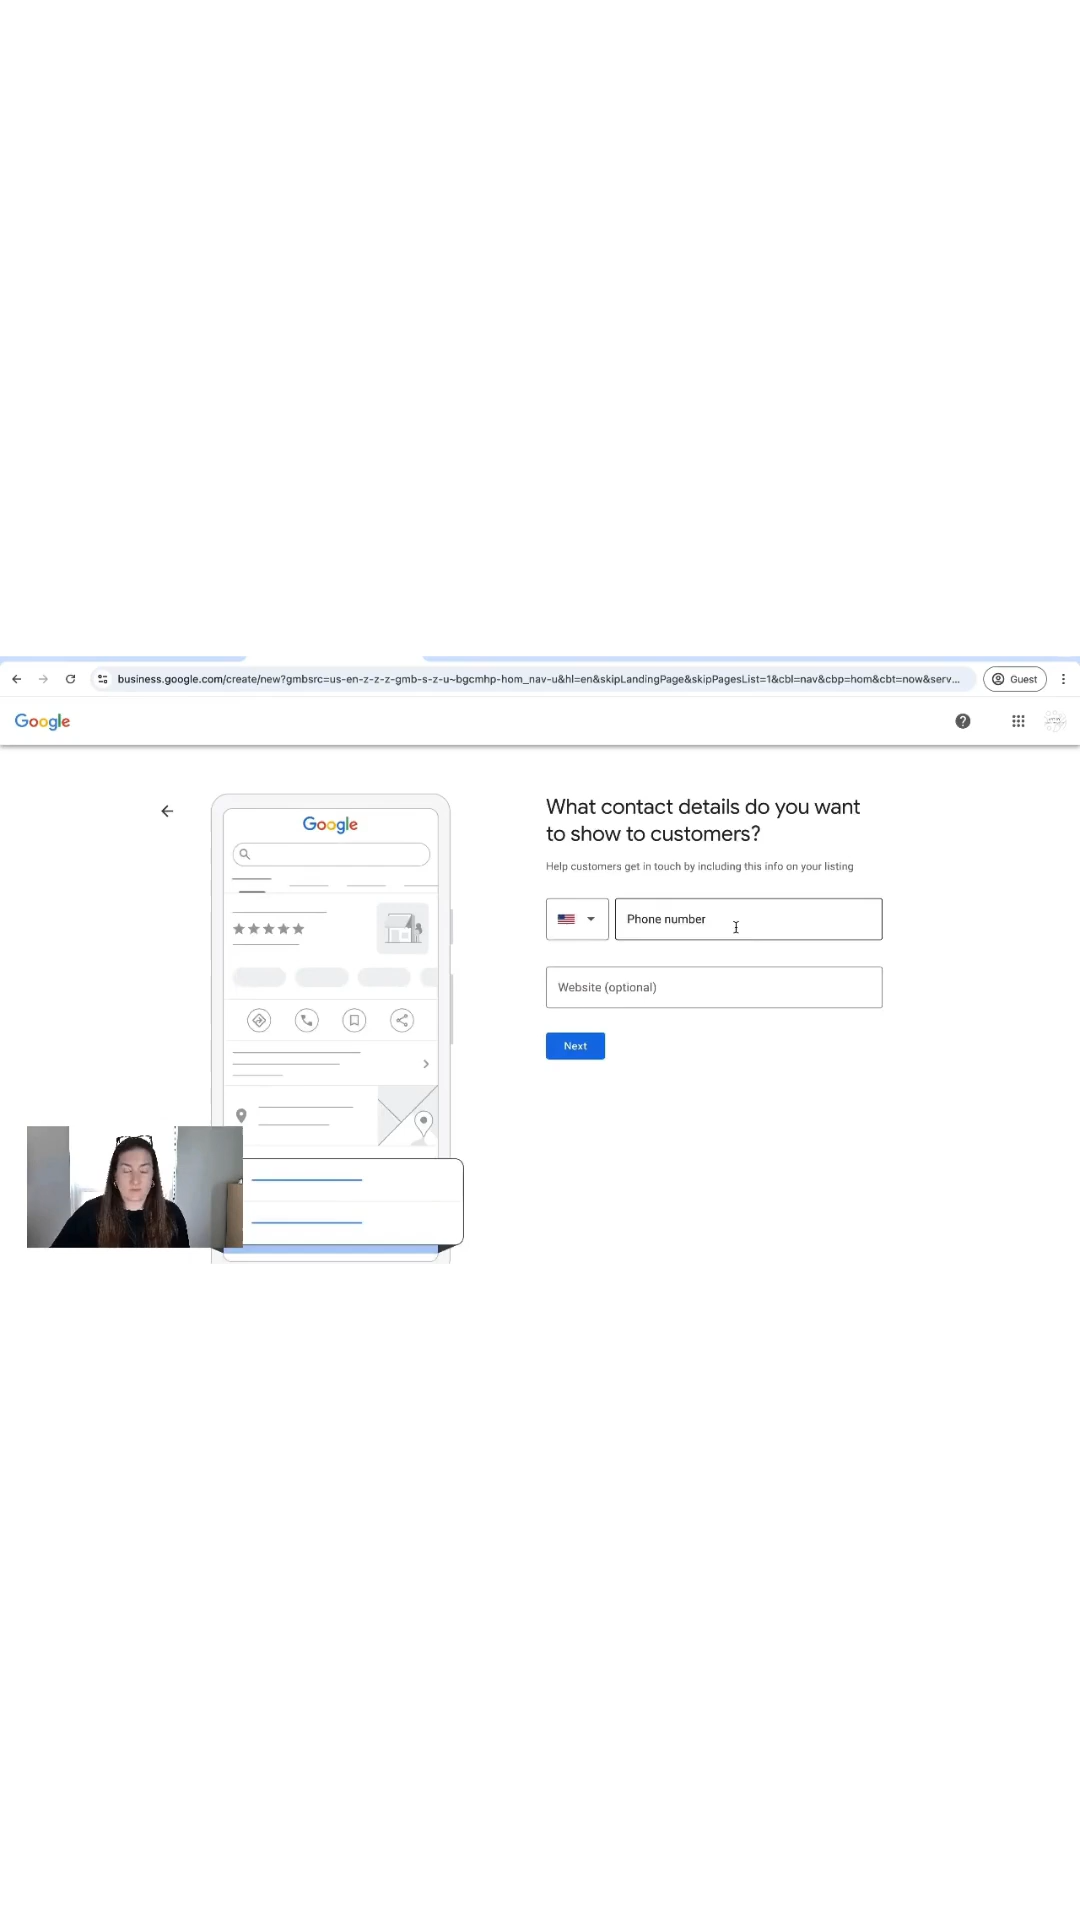 business.google.com/create/new?gmbsrc=us-en-z-z-z-gmb-s-z-u~bgcmhp-hom_nav-u&hl=en&skipLandingPage&skipPagesList=1&cbl=nav&cbp=hom&cbt=now&serv...
Guest
Google
Google
What contact details do you want
to show to customers?
Help customers get in touch by including this info on your listing
Phone number
Website (optional)
Next